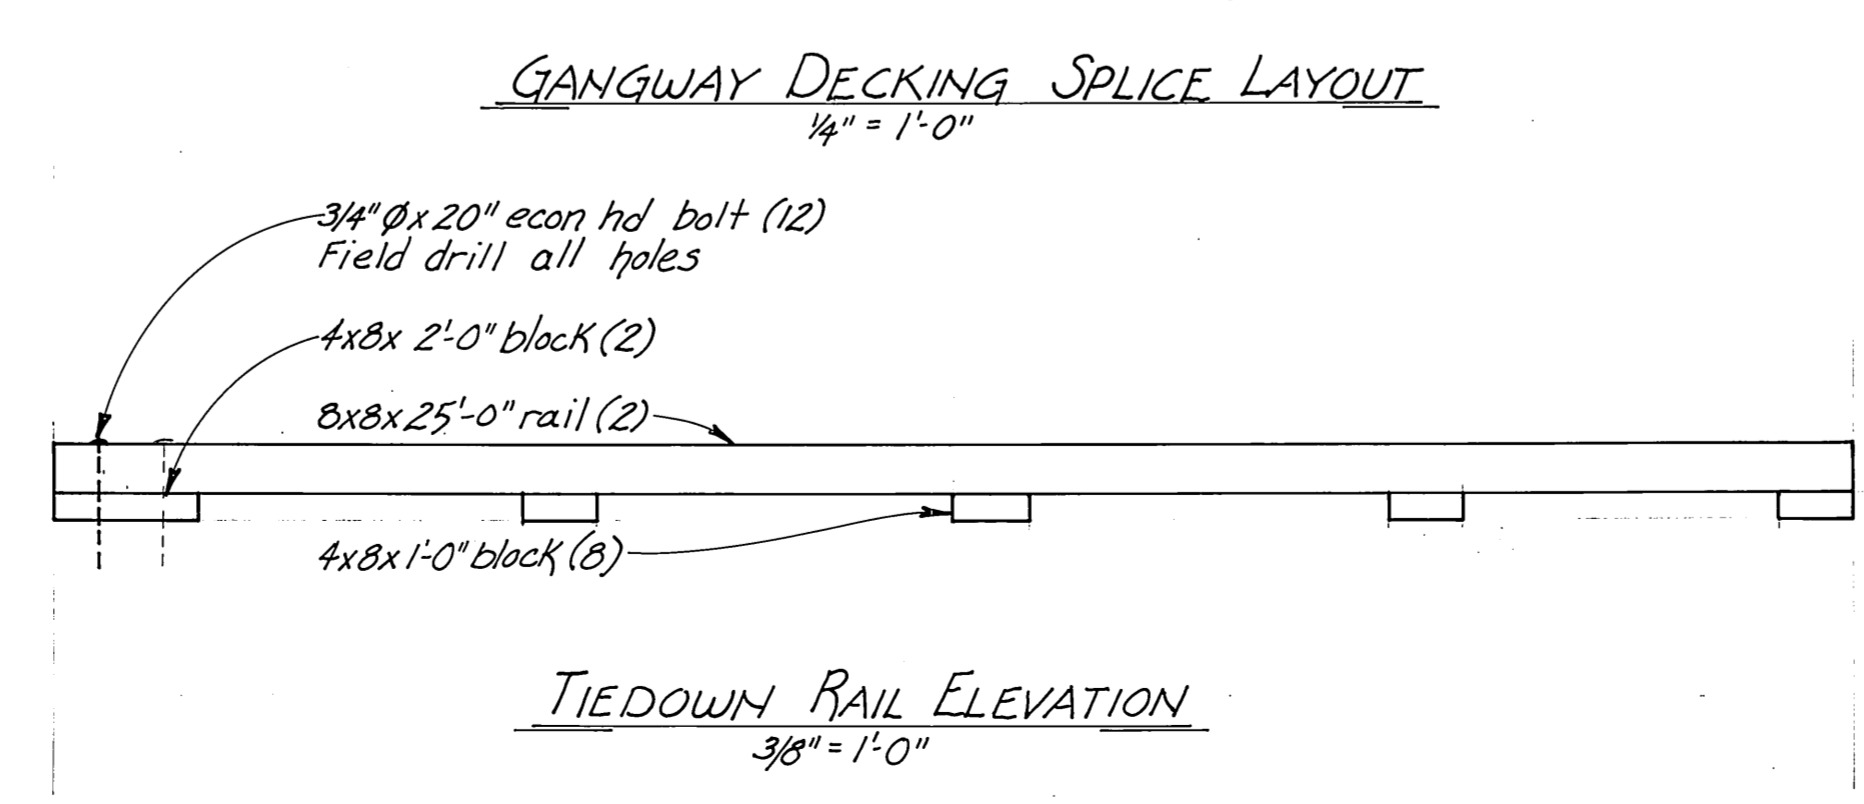 GANGWAY DECKING SPLICE LAYOUT
1/4" = 1'-0"
3/4" Ø x 20" econ hd bolt (12)
Field drill all holes
4x8x 2'-0" block (2)
8x8x25'-0" rail (2)
4x8x1'-0" block (8)
TIEDOWN RAIL ELEVATION
3/8" = 1'-0"